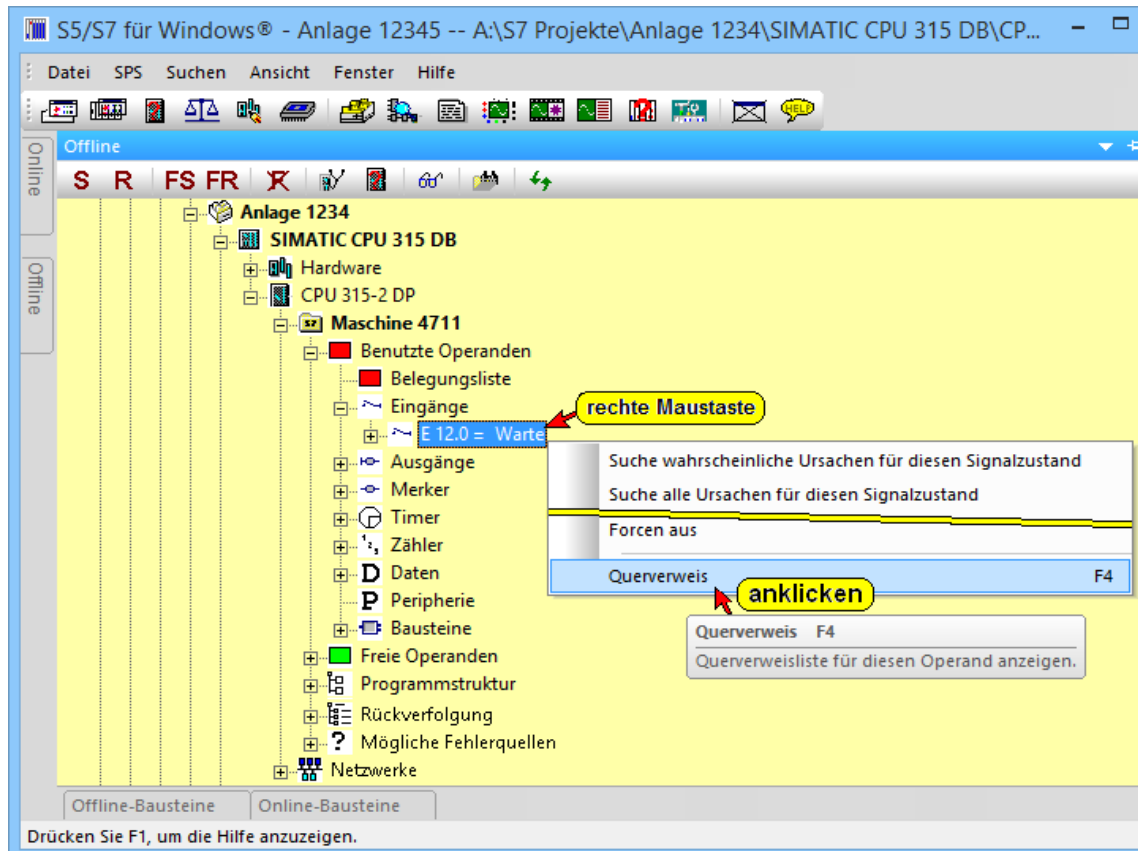 S5/S7 für Windows® - Anlage 12345 -- A:\S7 Projekte\Anlage 1234\SIMATIC CPU 315 DB\CP...
Datei SPS Suchen Ansicht Fenster Hilfe
HELP
Online
Offline
Offline
S R FS FR R
Anlage 1234
SIMATIC CPU 315 DB
Hardware
CPU 315-2 DP
S7 Maschine 4711
Benutzte Operanden
Belegungsliste
Eingänge
rechte Maustaste
E 12.0 = Warte
Suche wahrscheinliche Ursachen für diesen Signalzustand
Ausgänge
Suche alle Ursachen für diesen Signalzustand
Merker
Timer
Forcen aus
Zähler
D Daten
Querverweis F4
anklicken
P Peripherie
Bausteine
Querverweis F4
Querverweisliste für diesen Operand anzeigen.
Freie Operanden
Programmstruktur
Rückverfolgung
? Mögliche Fehlerquellen
Netzwerke
Offline-Bausteine Online-Bausteine
Drücken Sie F1, um die Hilfe anzuzeigen.